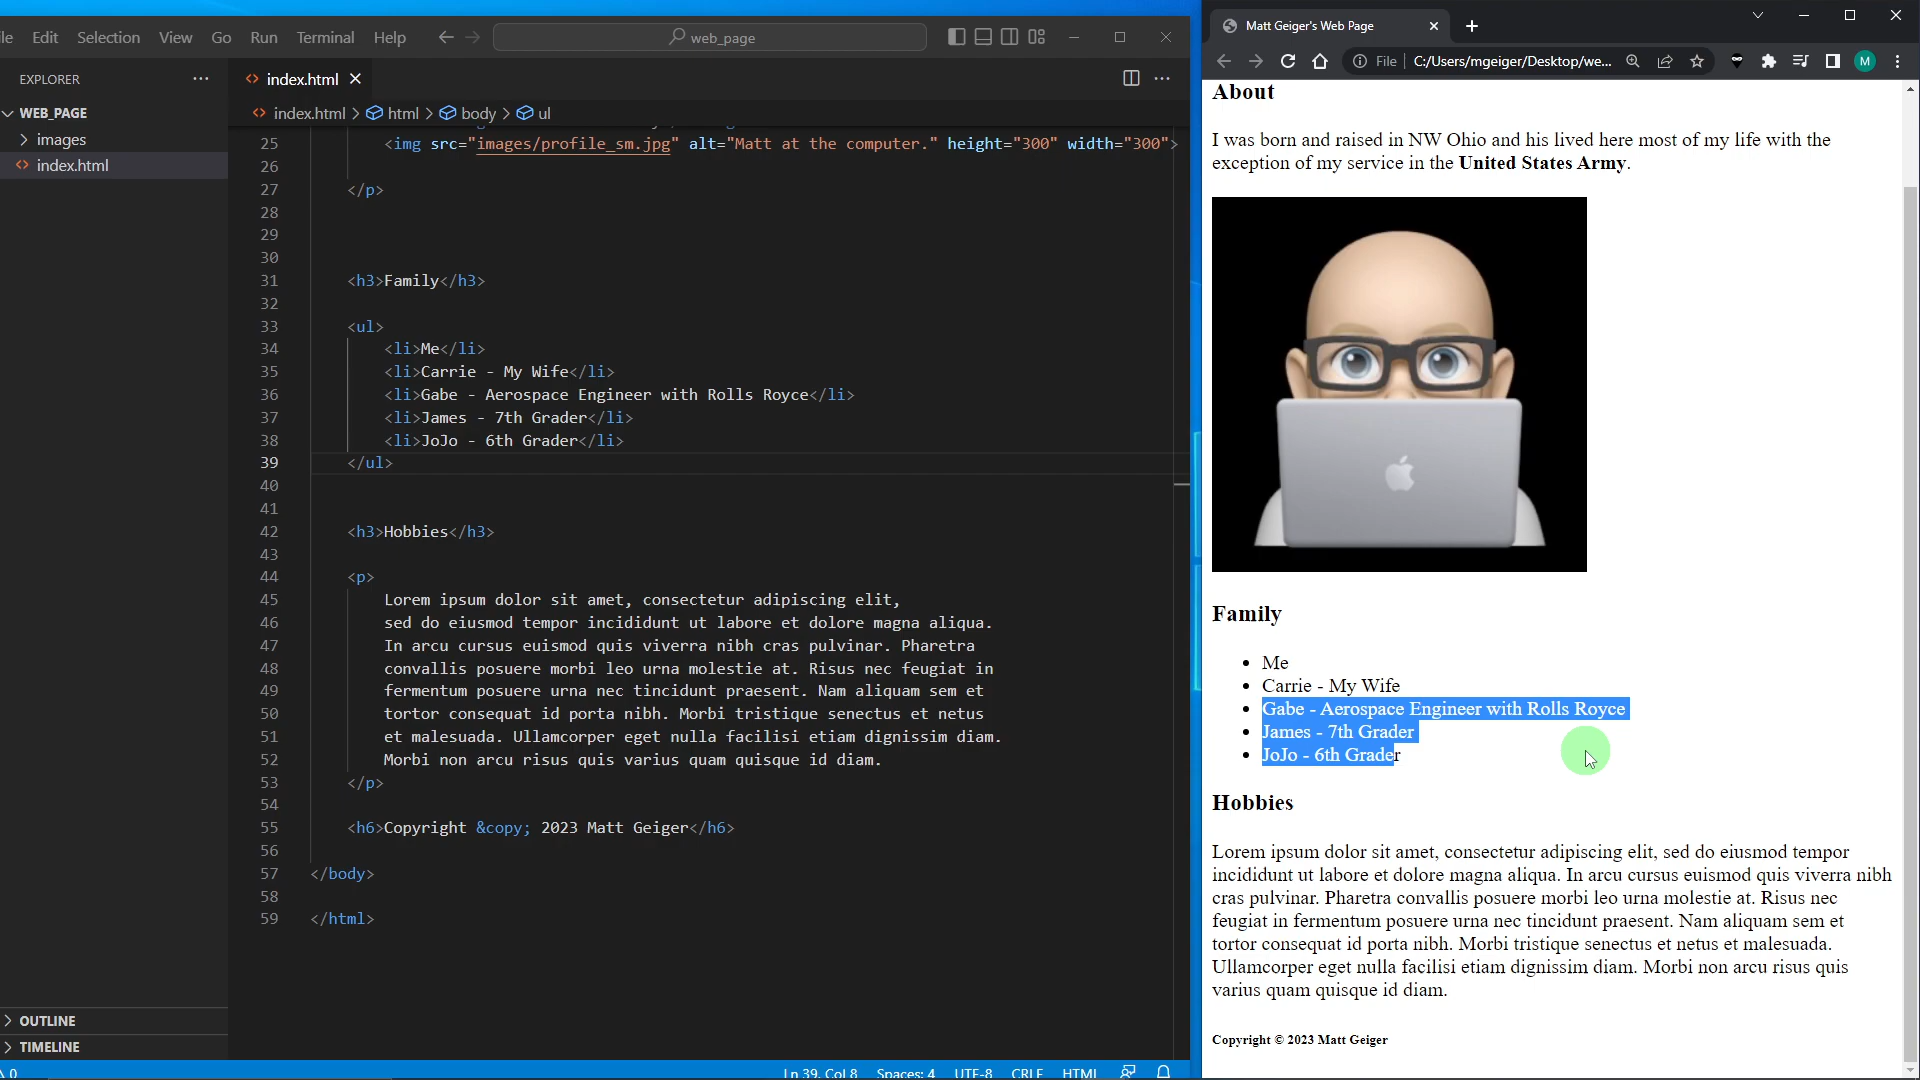 le Edit Selection View Go Run Terminal Help web_page
EXPLORER
WEB_PAGE
images
index.html
OUTLINE
TIMELINE
index.html
index.html > html > body > ul
25 <img src="images/profile_sm.jpg" alt="Matt at the computer." height="300" width="300">
26
27 </p>
28
29
30
31 <h3>Family</h3>
32
33 <ul>
34 <li>Me</li>
35 <li>Carrie - My Wife</li>
36 <li>Gabe - Aerospace Engineer with Rolls Royce</li>
37 <li>James - 7th Grader</li>
38 <li>JoJo - 6th Grader</li>
39 </ul>
40
41
42 <h3>Hobbies</h3>
43
44 <p>
45 Lorem ipsum dolor sit amet, consectetur adipiscing elit,
46 sed do eiusmod tempor incididunt ut labore et dolore magna aliqua.
47 In arcu cursus euismod quis viverra nibh cras pulvinar. Pharetra
48 convallis posuere morbi leo urna molestie at. Risus nec feugiat in
49 fermentum posuere urna nec tincidunt praesent. Nam aliquam sem et
50 tortor consequat id porta nibh. Morbi tristique senectus et netus
51 et malesuada. Ullamcorper eget nulla facilisi etiam dignissim diam.
52 Morbi non arcu risus quis varius quam quisque id diam.
53 </p>
54
55 <h6>Copyright &copy; 2023 Matt Geiger</h6>
56
57 </body>
58
59 </html>
0 Ln 39, Col 8 Spaces: 4 UTF-8 CRLF HTML
Matt Geiger's Web Page
File C:/Users/mgeiger/Desktop/we... M
About
I was born and raised in NW Ohio and his lived here most of my life with the
exception of my service in the United States Army.
Family
• Me
• Carrie - My Wife
• Gabe - Aerospace Engineer with Rolls Royce
• James - 7th Grader
• JoJo - 6th Grader
Hobbies
Lorem ipsum dolor sit amet, consectetur adipiscing elit, sed do eiusmod tempor
incididunt ut labore et dolore magna aliqua. In arcu cursus euismod quis viverra nibh
cras pulvinar. Pharetra convallis posuere morbi leo urna molestie at. Risus nec
feugiat in fermentum posuere urna nec tincidunt praesent. Nam aliquam sem et
tortor consequat id porta nibh. Morbi tristique senectus et netus et malesuada.
Ullamcorper eget nulla facilisi etiam dignissim diam. Morbi non arcu risus quis
varius quam quisque id diam.
Copyright © 2023 Matt Geiger